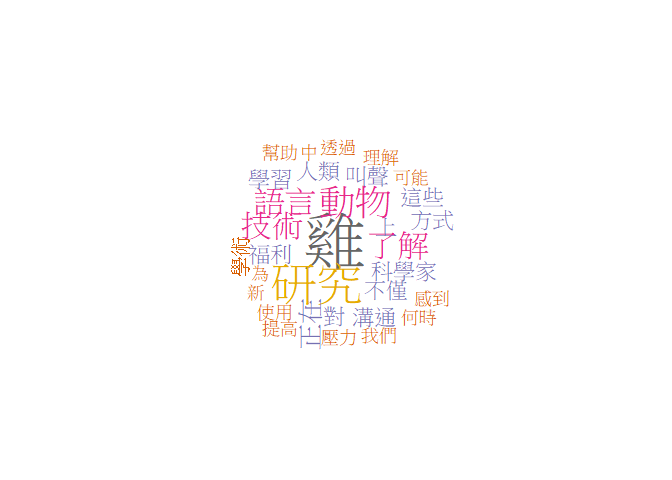 幫助 中 透過 理解
學習 人類 叫聲 可能
語言 動物 這些
技術 雞 上 方式
學術 福利 了解
為 研究 科學家
新 不僅 感到
使用 正在 對 溝通 何時
提高 壓力 我們